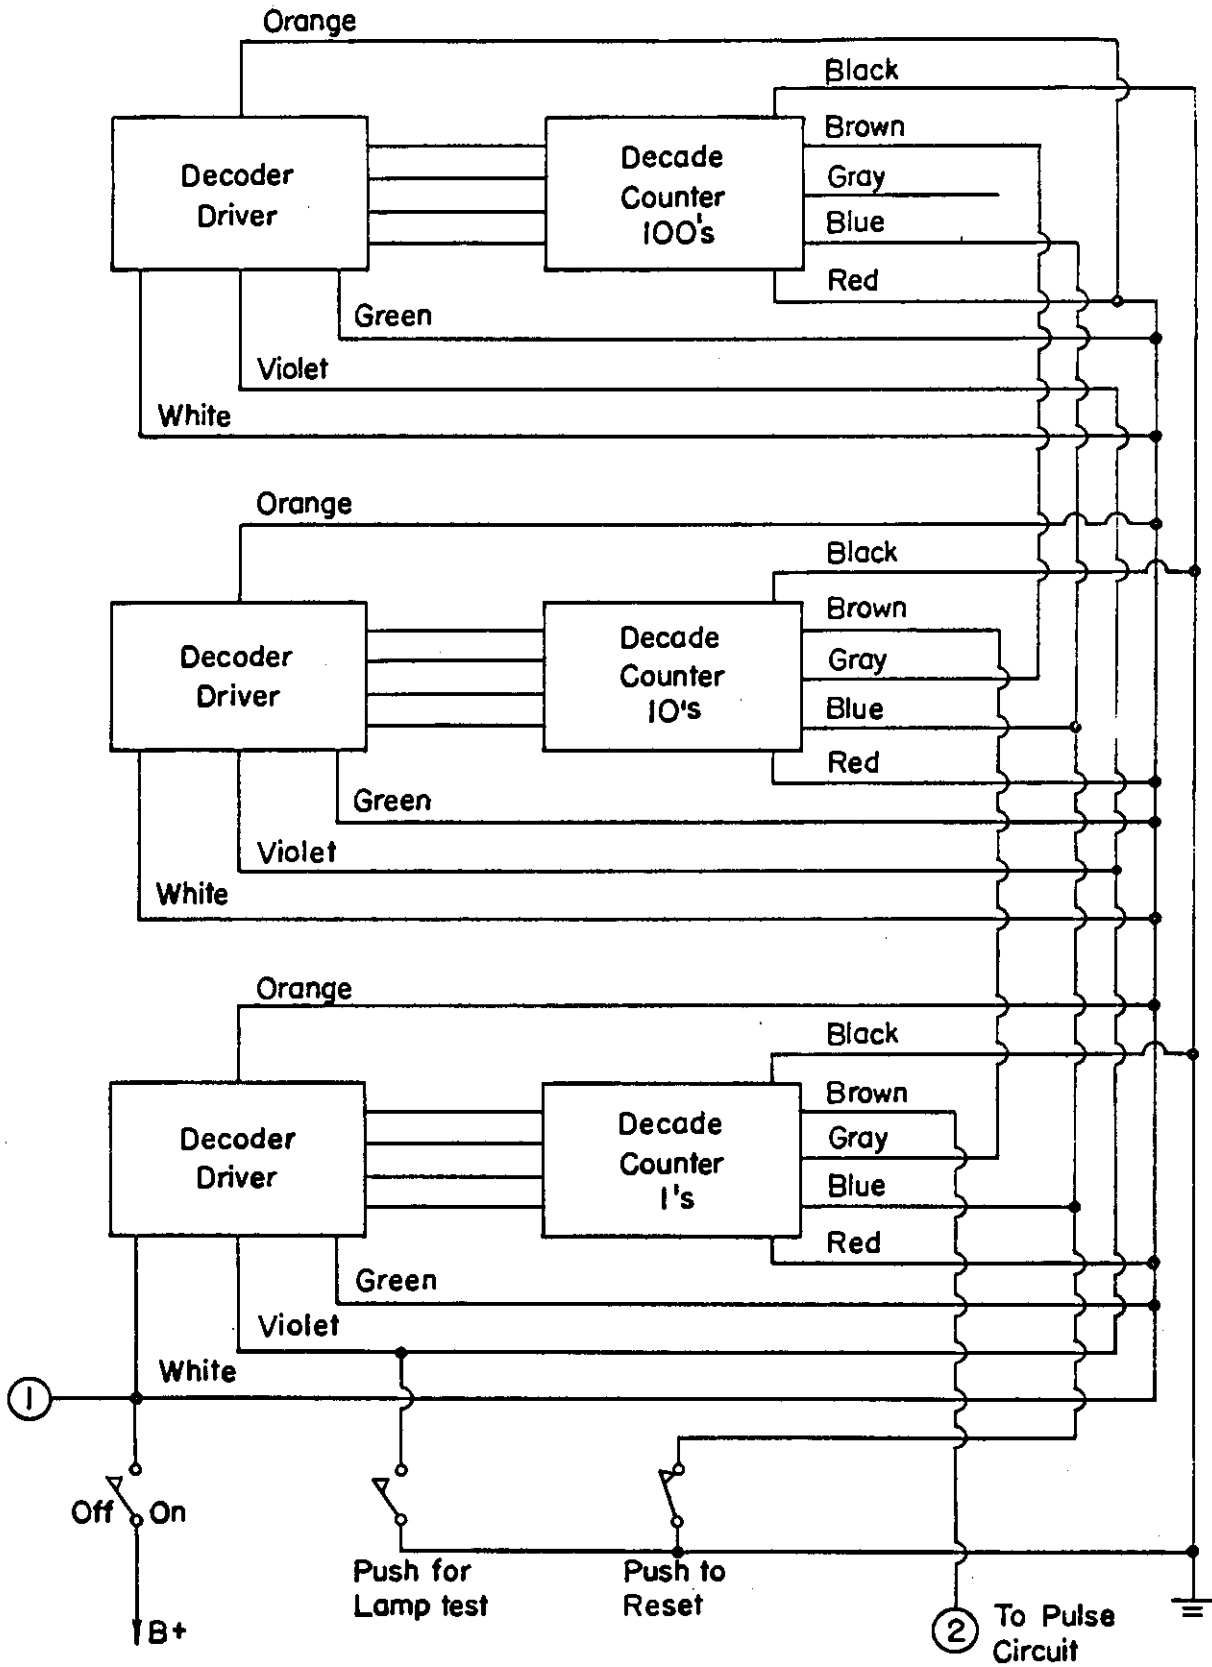 Orange
Black
Decoder
Driver
Decade
Counter
100's
Brown
Gray
Blue
Red
Green
Violet
White
Orange
Black
Decoder
Driver
Decade
Counter
10's
Brown
Gray
Blue
Red
Green
Violet
White
Orange
Black
Decoder
Driver
Decade
Counter
1's
Brown
Gray
Blue
Red
Green
Violet
White
1
Off On
B+
Push for
Lamp test
Push to
Reset
2 To Pulse
Circuit